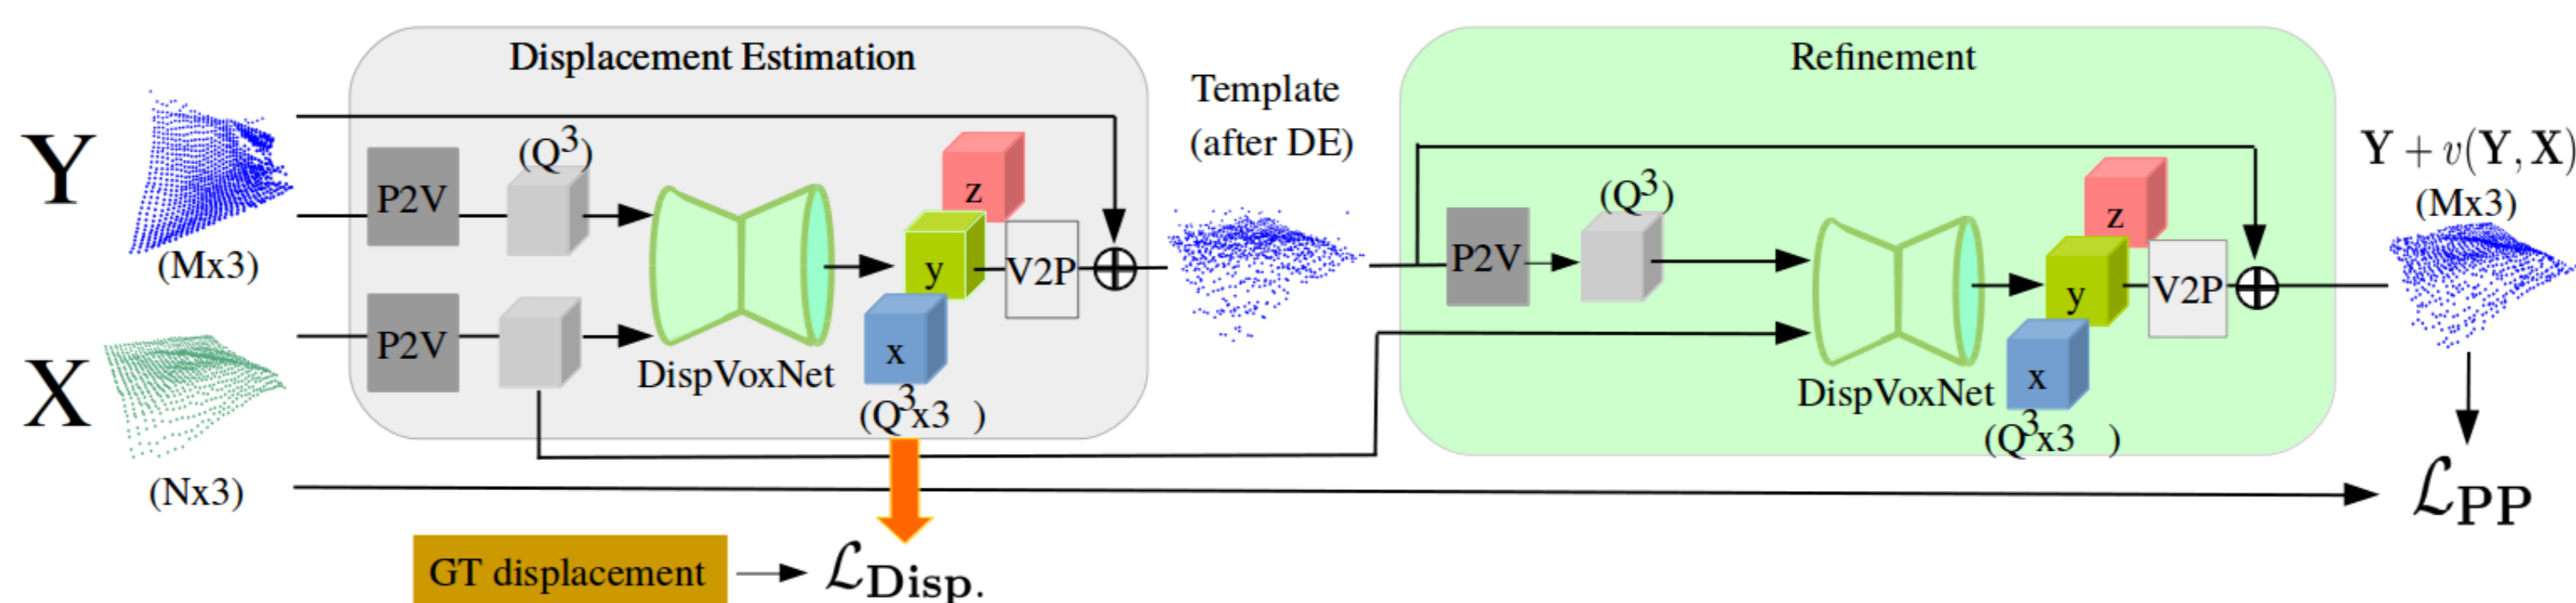 Displacement Estimation
Y
(Mx3)
X
(Nx3)
P2V
P2V
(Q³)
DispVoxNet
z
y
x
(Q³x3 )
V2P
Template
(after DE)
GT displacement
ℒDisp.
Refinement
P2V
(Q³)
DispVoxNet
z
y
x
(Q³x3 )
V2P
Y + v(Y, X)
(Mx3)
ℒPP